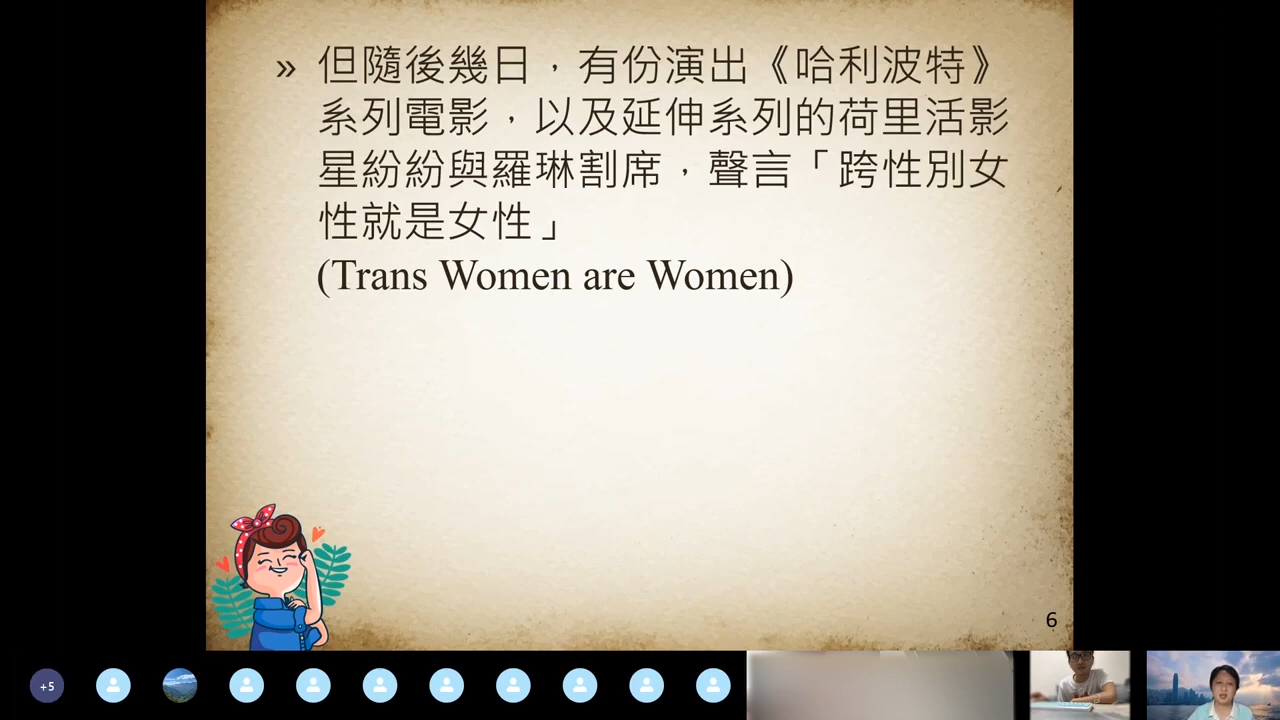 » 但隨後幾日，有份演出《哈利波特》
系列電影，以及延伸系列的荷里活影
星紛紛與羅琳割席，聲言「跨性別女
性就是女性」
(Trans Women are Women)
6
+5